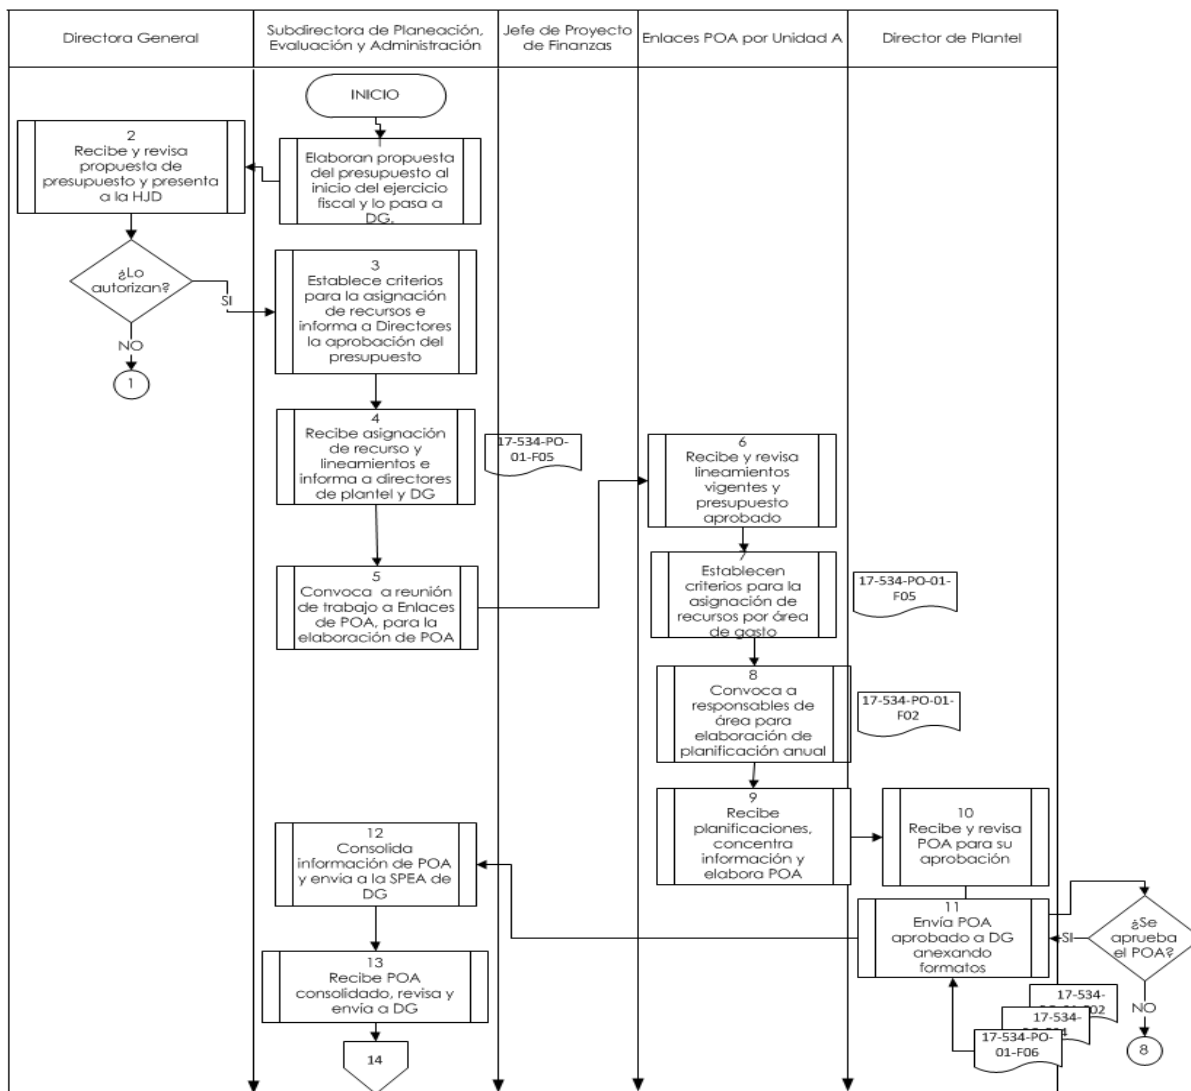 Directora General
Subdirectora de Planeación,
Evaluación y Administración
Jefe de Proyecto
de Finanzas
Enlaces POA por Unidad A
Director de Plantel
INICIO
Elaboran propuesta
del presupuesto al
inicio del ejercicio
fiscal y lo pasa a
DG.
2
Recibe y revisa
propuesta de
presupuesto y presenta
a la HJD
¿Lo
autorizan?
SI
NO
1
3
Establece criterios
para la asignación
de recursos e
informa a Directores
la aprobación del
presupuesto
4
Recibe asignación
de recurso y
lineamientos e
informa a directores
de plantel y DG
17-534-PO-
01-F05
5
Convoca a reunión
de trabajo a Enlaces
de POA, para la
elaboración de POA
6
Recibe y revisa
lineamientos
vigentes y
presupuesto
aprobado
7
Establecen
criterios para la
asignación de
recursos por área
de gasto
17-534-PO-01-
F05
8
Convoca a
responsables de
área para
elaboración de
planificación anual
17-534-PO-01-
F02
9
Recibe
planificaciones,
concentra
información y
elabora POA
10
Recibe y revisa
POA para su
aprobación
11
Envía POA
aprobado a DG
anexando
formatos
¿Se
aprueba
el POA?
SI
NO
8
17-534-
17-534-
17-534-PO-
01-F06
12
Consolida
información de POA
y envia a la SPEA de
DG
13
Recibe POA
consolidado, revisa y
envia a DG
14